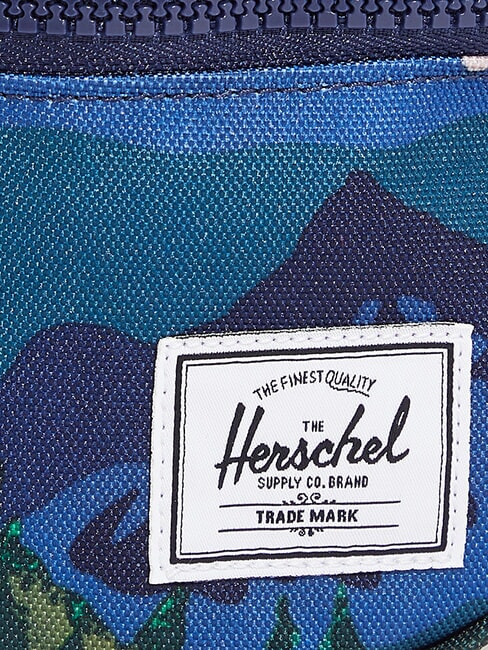 THE FINEST QUALITY
THE
Herschel
SUPPLY CO. BRAND
TRADE MARK